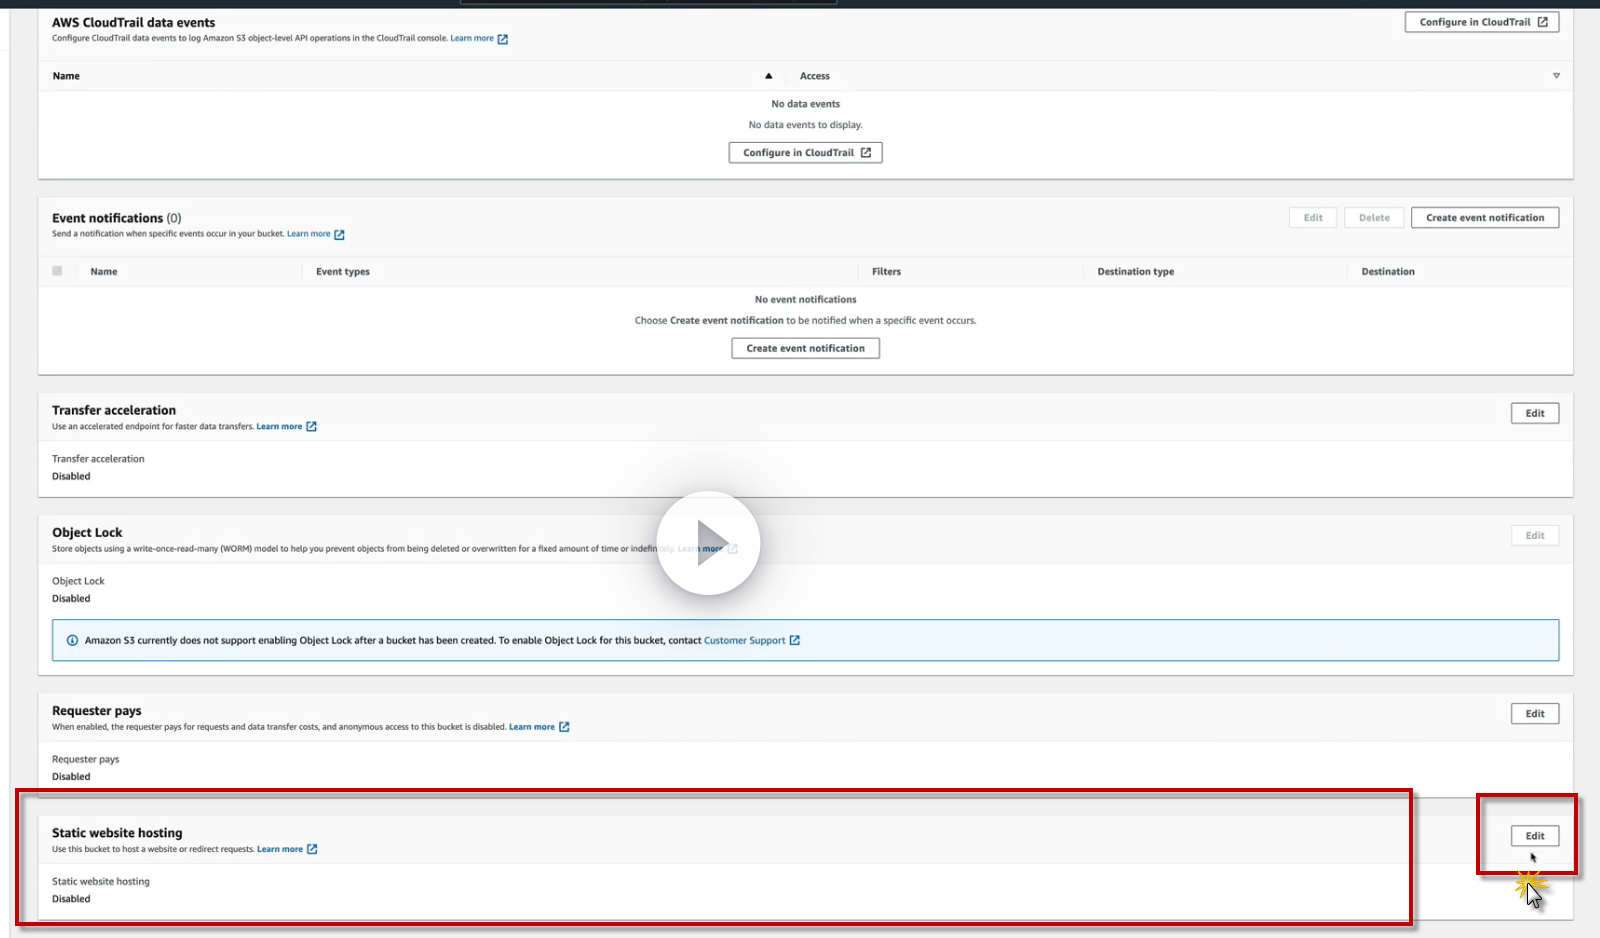 AWS CloudTrail data events
Configure in CloudTrail
Configure CloudTrail data events to log Amazon S3 object-level API operations in the CloudTrail console. Learn more
Name Access
No data events
No data events to display.
Configure in CloudTrail
Event notifications (0)
Edit Delete Create event notification
Send a notification when specific events occur in your bucket. Learn more
Name Event types Filters Destination type Destination
No event notifications
Choose Create event notification to be notified when a specific event occurs.
Create event notification
Transfer acceleration
Edit
Use an accelerated endpoint for faster data transfers. Learn more
Transfer acceleration
Disabled
Object Lock
Edit
Store objects using a write-once-read-many (WORM) model to help you prevent objects from being deleted or overwritten for a fixed amount of time or indefinitely. Learn more
Object Lock
Disabled
Amazon S3 currently does not support enabling Object Lock after a bucket has been created. To enable Object Lock for this bucket, contact Customer Support
Requester pays
Edit
When enabled, the requester pays for requests and data transfer costs, and anonymous access to this bucket is disabled. Learn more
Requester pays
Disabled
Static website hosting
Edit
Use this bucket to host a website or redirect requests. Learn more
Static website hosting
Disabled